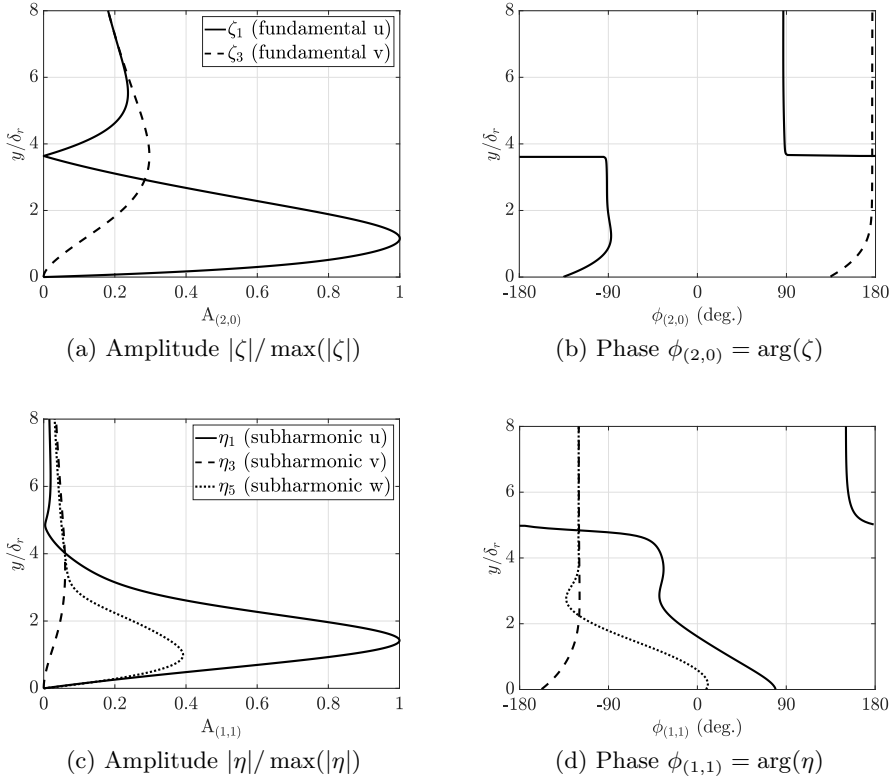 8
6
4
2
0
y/δ_r
ζ₁ (fundamental u)
ζ₃ (fundamental v)
0 0.2 0.4 0.6 0.8 1
A₍₂,₀₎
(a) Amplitude |ζ|/ max(|ζ|)
8
6
4
2
0
y/δ_r
-180 -90 0 90 180
ϕ₍₂,₀₎ (deg.)
(b) Phase ϕ₍₂,₀₎ = arg(ζ)
8
6
4
2
0
y/δ_r
η₁ (subharmonic u)
η₃ (subharmonic v)
η₅ (subharmonic w)
0 0.2 0.4 0.6 0.8 1
A₍₁,₁₎
(c) Amplitude |η|/ max(|η|)
8
6
4
2
0
y/δ_r
-180 -90 0 90 180
ϕ₍₁,₁₎ (deg.)
(d) Phase ϕ₍₁,₁₎ = arg(η)